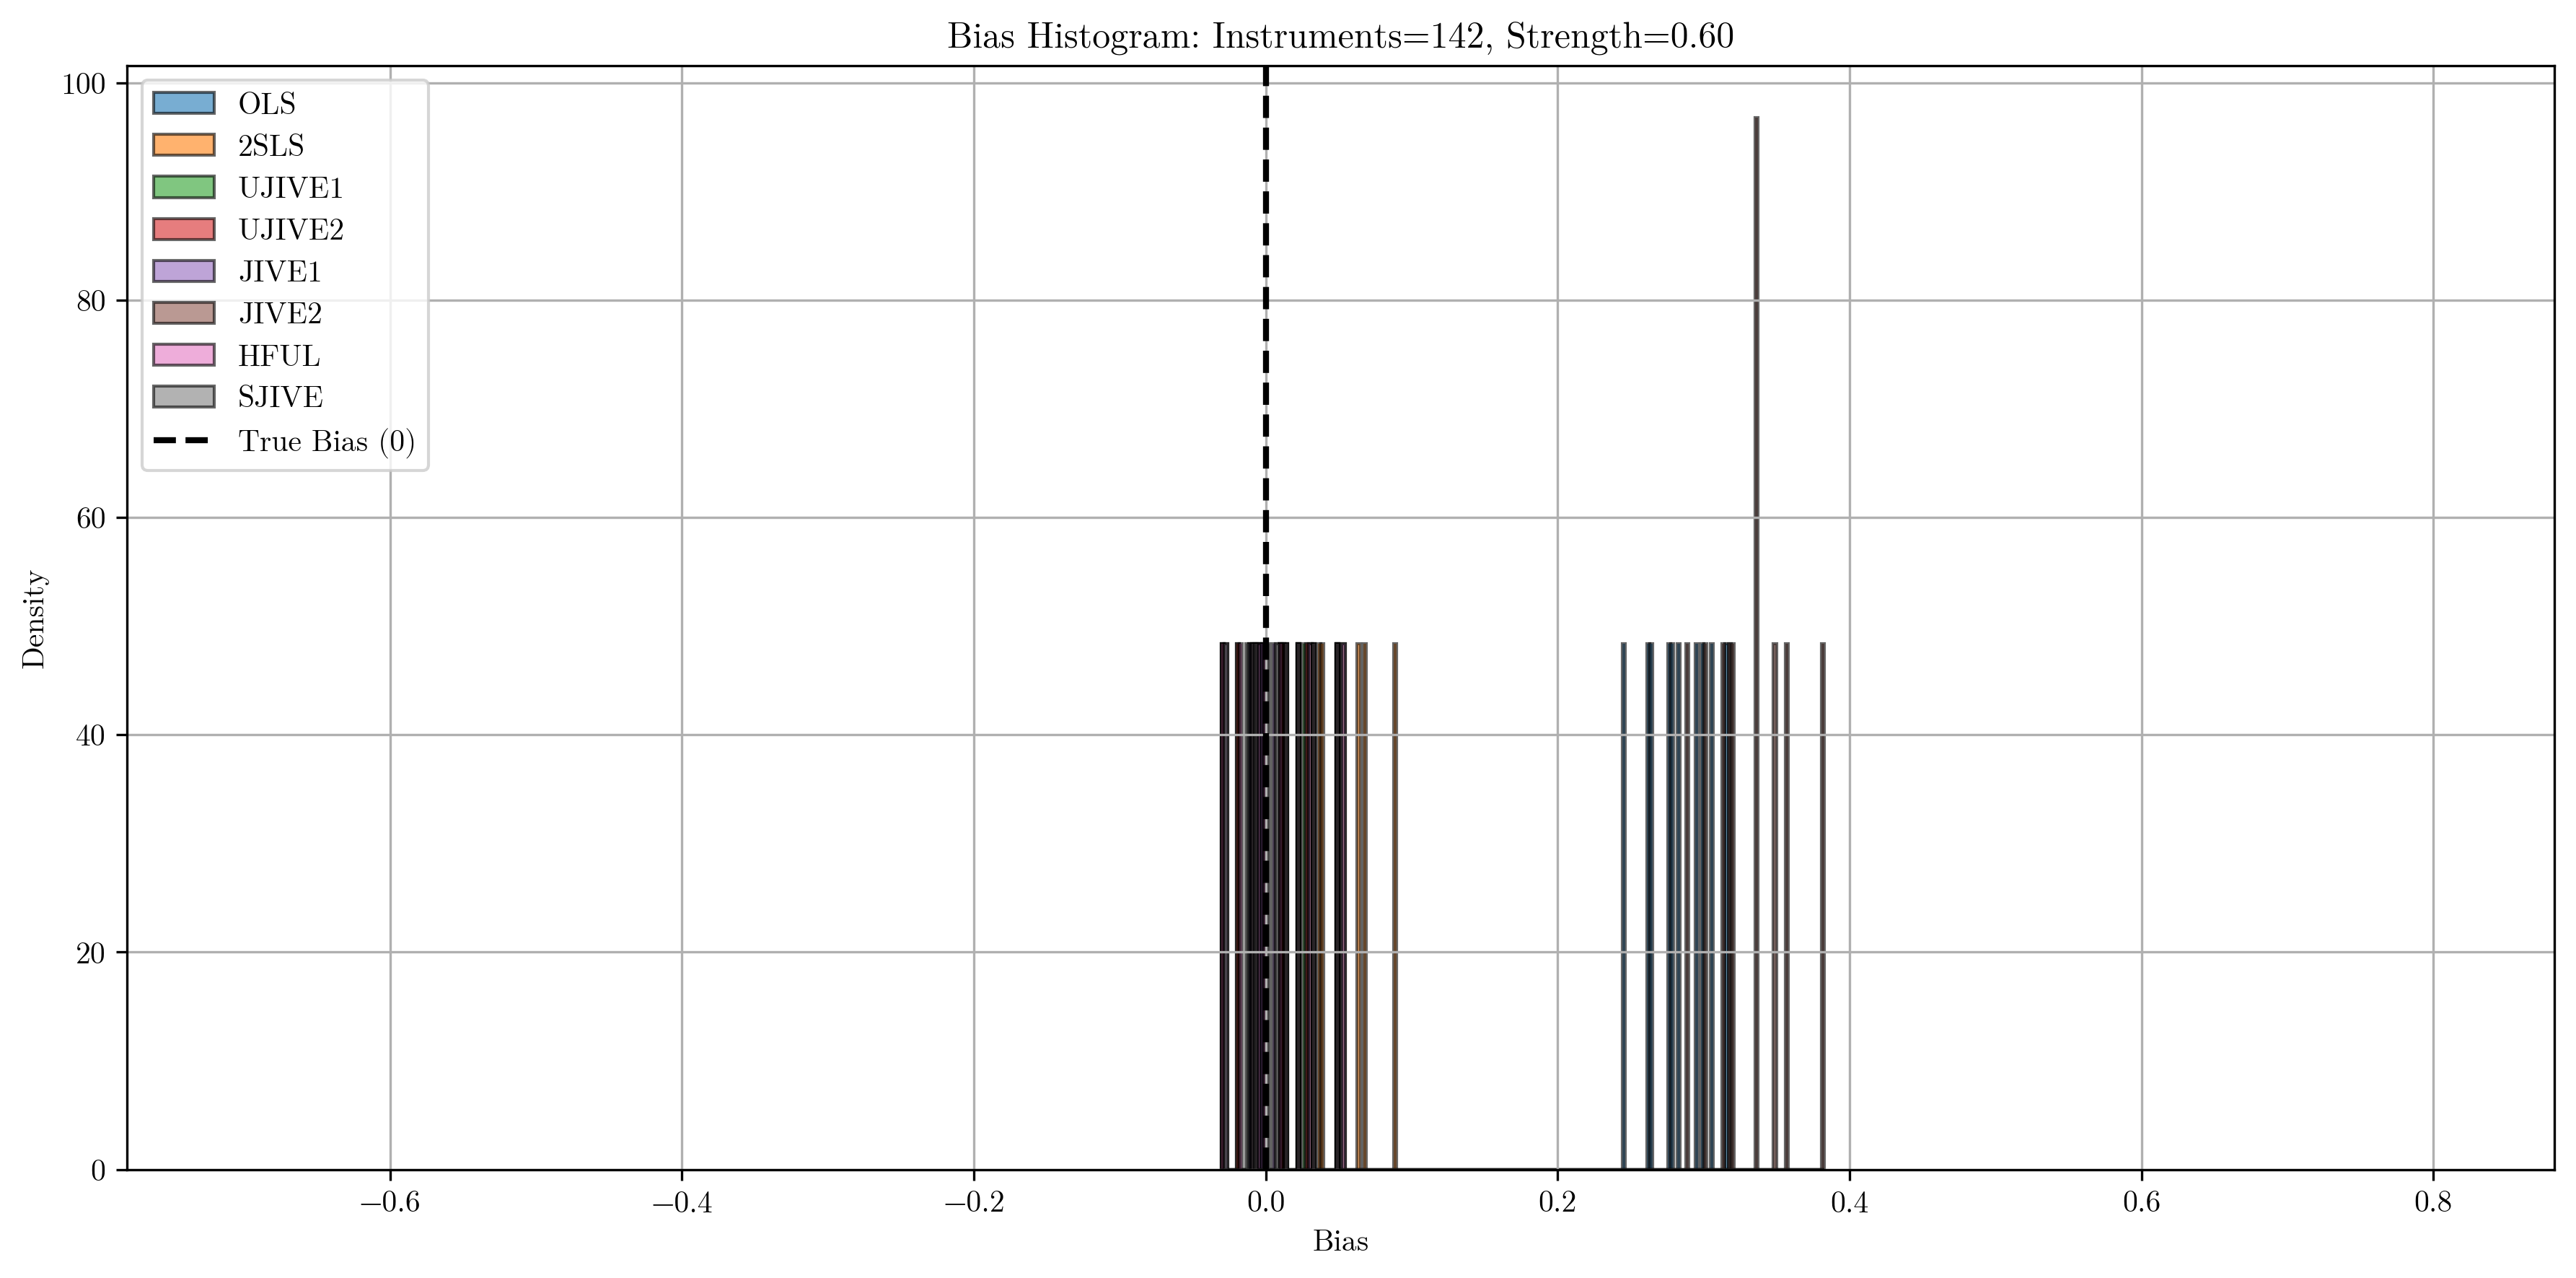 Bias Histogram: Instruments=142, Strength=0.60
100
80
60
40
20
0
Density
OLS
2SLS
UJIVE1
UJIVE2
JIVE1
JIVE2
HFUL
SJIVE
True Bias (0)
−0.6
−0.4
−0.2
0.0
0.2
0.4
0.6
0.8
Bias